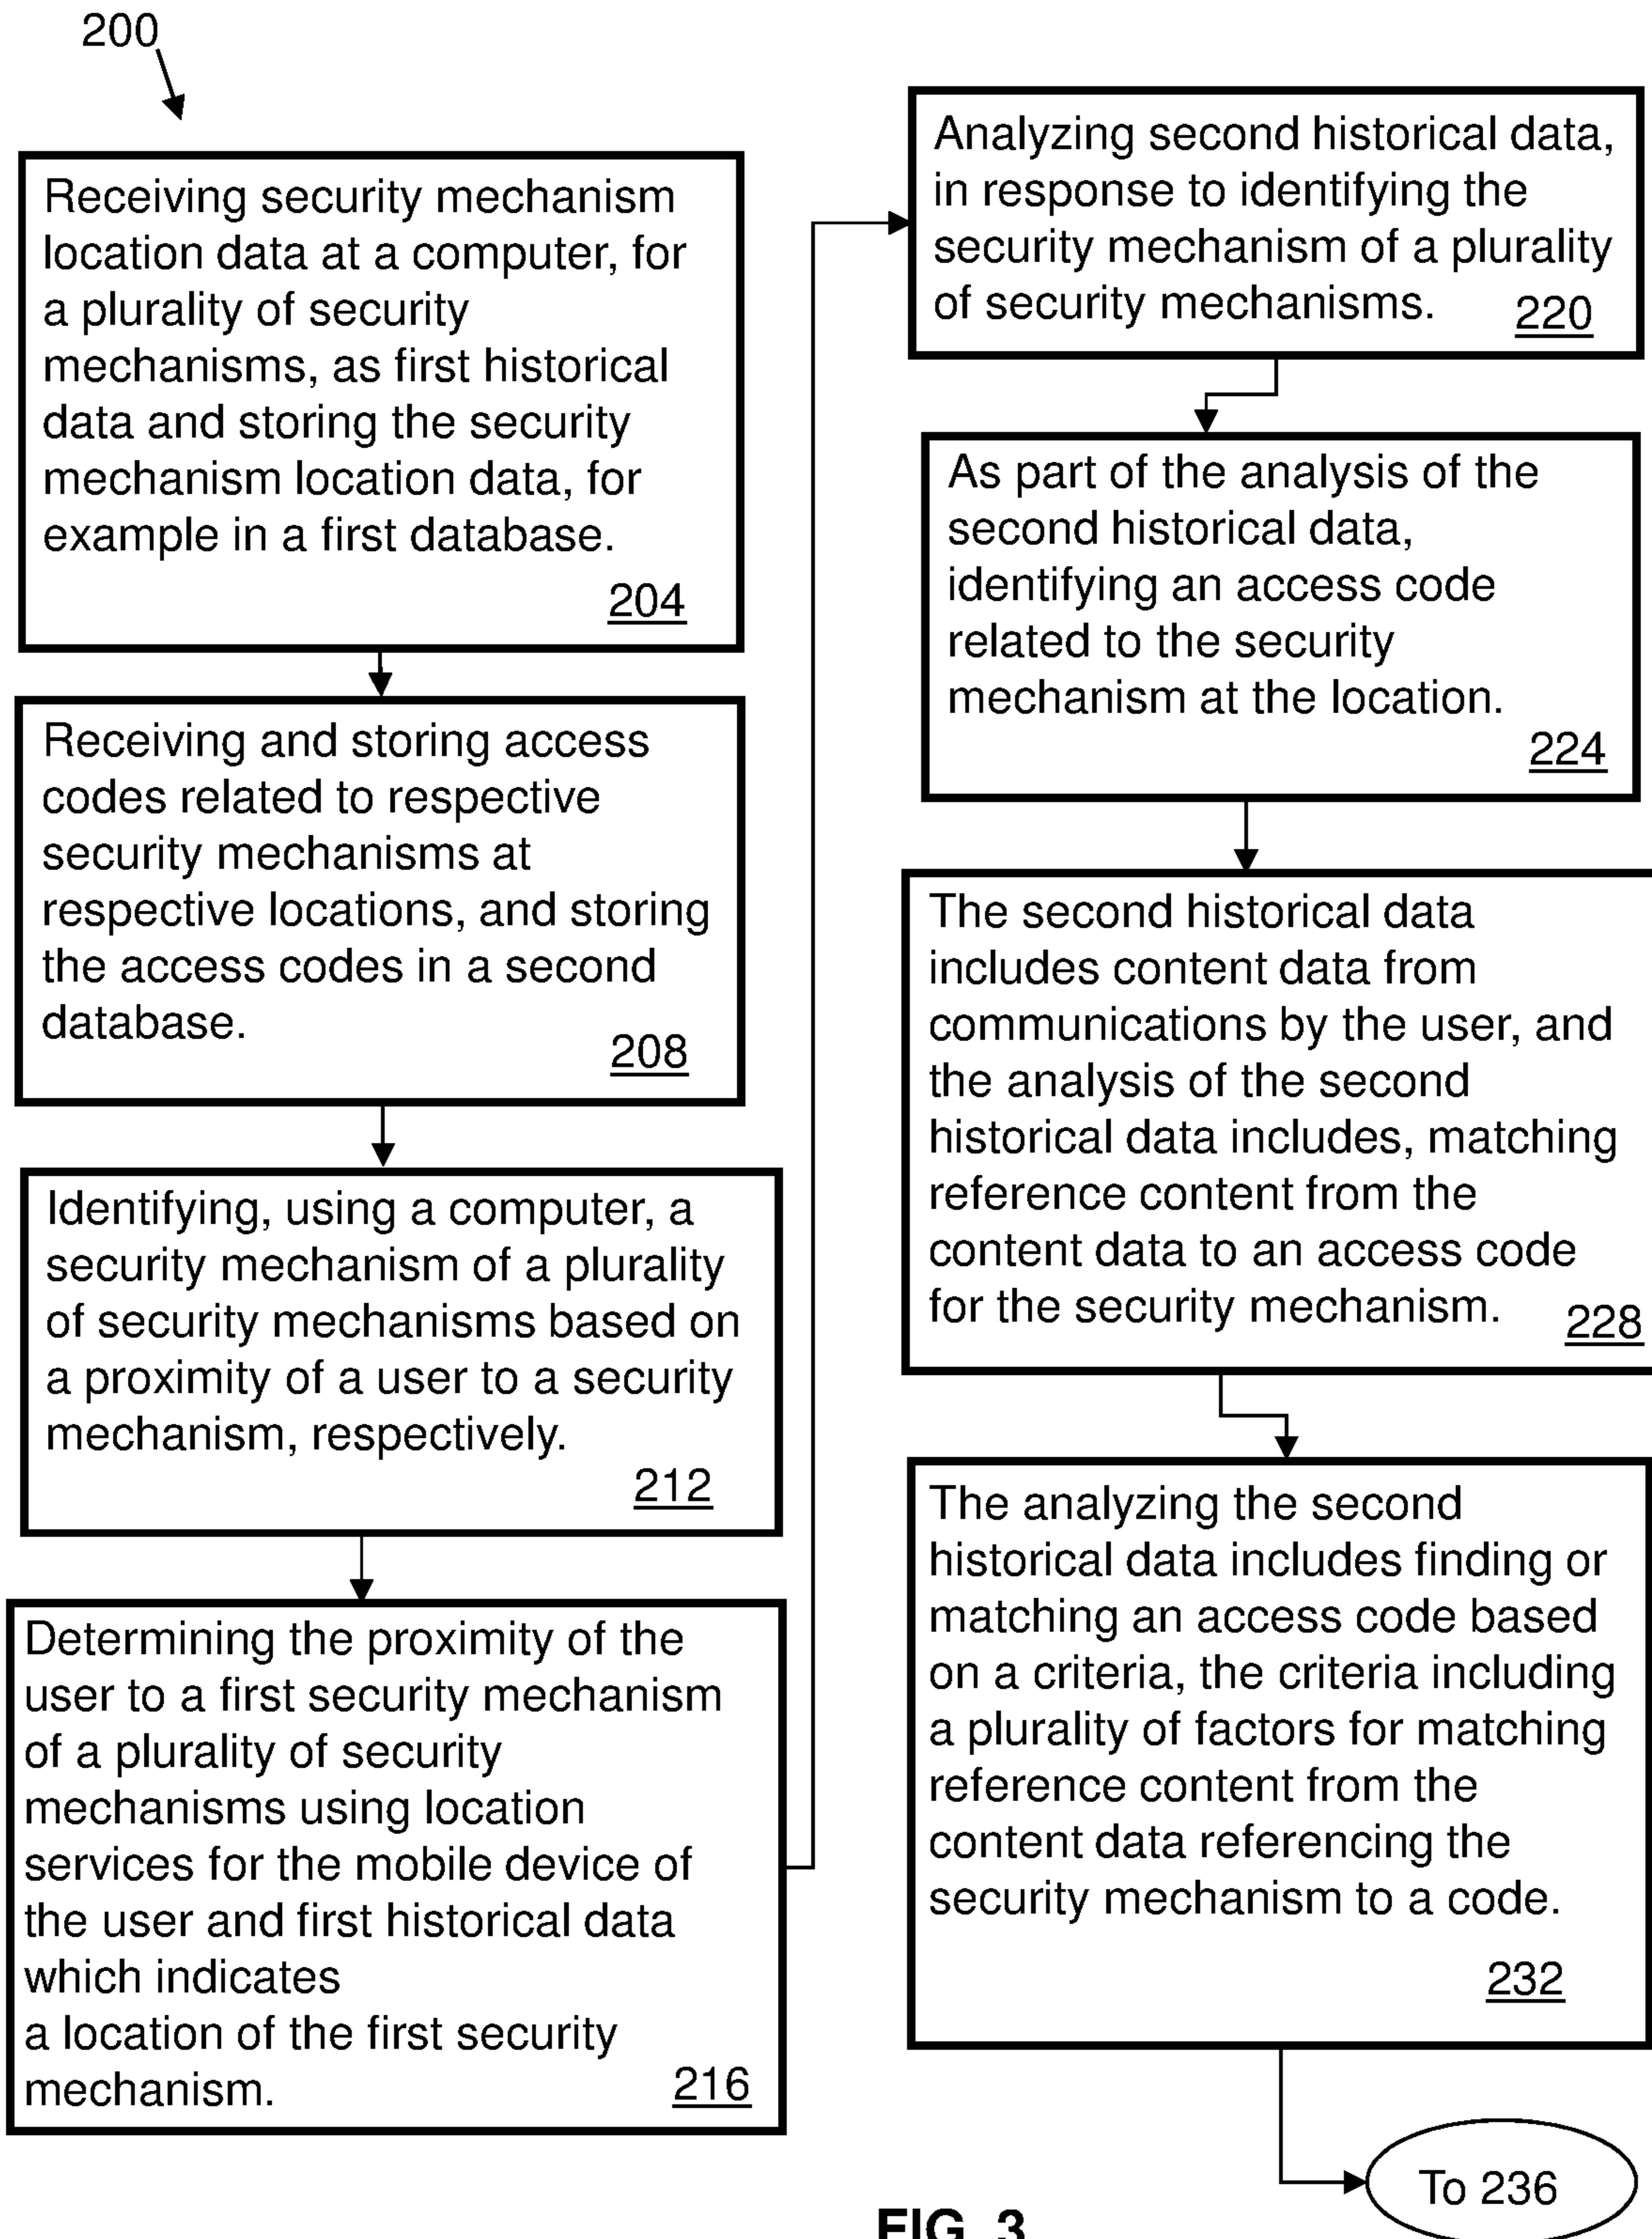 200
Receiving security mechanism
location data at a computer, for
a plurality of security
mechanisms, as first historical
data and storing the security
mechanism location data, for
example in a first database.
204
Receiving and storing access
codes related to respective
security mechanisms at
respective locations, and storing
the access codes in a second
database.
208
Identifying, using a computer, a
security mechanism of a plurality
of security mechanisms based on
a proximity of a user to a security
mechanism, respectively.
212
Determining the proximity of the
user to a first security mechanism
of a plurality of security
mechanisms using location
services for the mobile device of
the user and first historical data
which indicates
a location of the first security
mechanism.
216
Analyzing second historical data,
in response to identifying the
security mechanism of a plurality
of security mechanisms.
220
As part of the analysis of the
second historical data,
identifying an access code
related to the security
mechanism at the location.
224
The second historical data
includes content data from
communications by the user, and
the analysis of the second
historical data includes, matching
reference content from the
content data to an access code
for the security mechanism.
228
The analyzing the second
historical data includes finding or
matching an access code based
on a criteria, the criteria including
a plurality of factors for matching
reference content from the
content data referencing the
security mechanism to a code.
232
To 236
FIG. 3